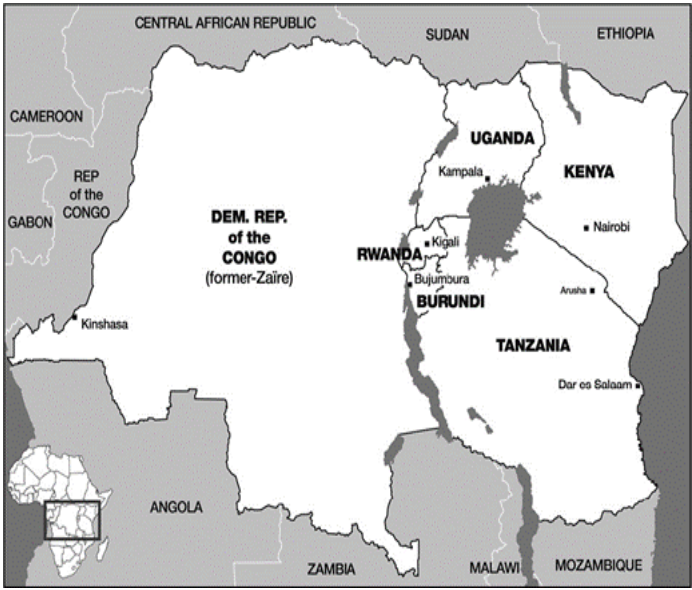 CENTRAL AFRICAN REPUBLIC
SUDAN
ETHIOPIA
CAMEROON
UGANDA
Kampala
KENYA
REP
of the
CONGO
GABON
DEM. REP.
of the
CONGO
(former-Zaïre)
Nairobi
Kigali
RWANDA
Bujumbura
BURUNDI
Arusha
Kinshasa
TANZANIA
Dar es Salaam
ANGOLA
ZAMBIA
MALAWI
MOZAMBIQUE